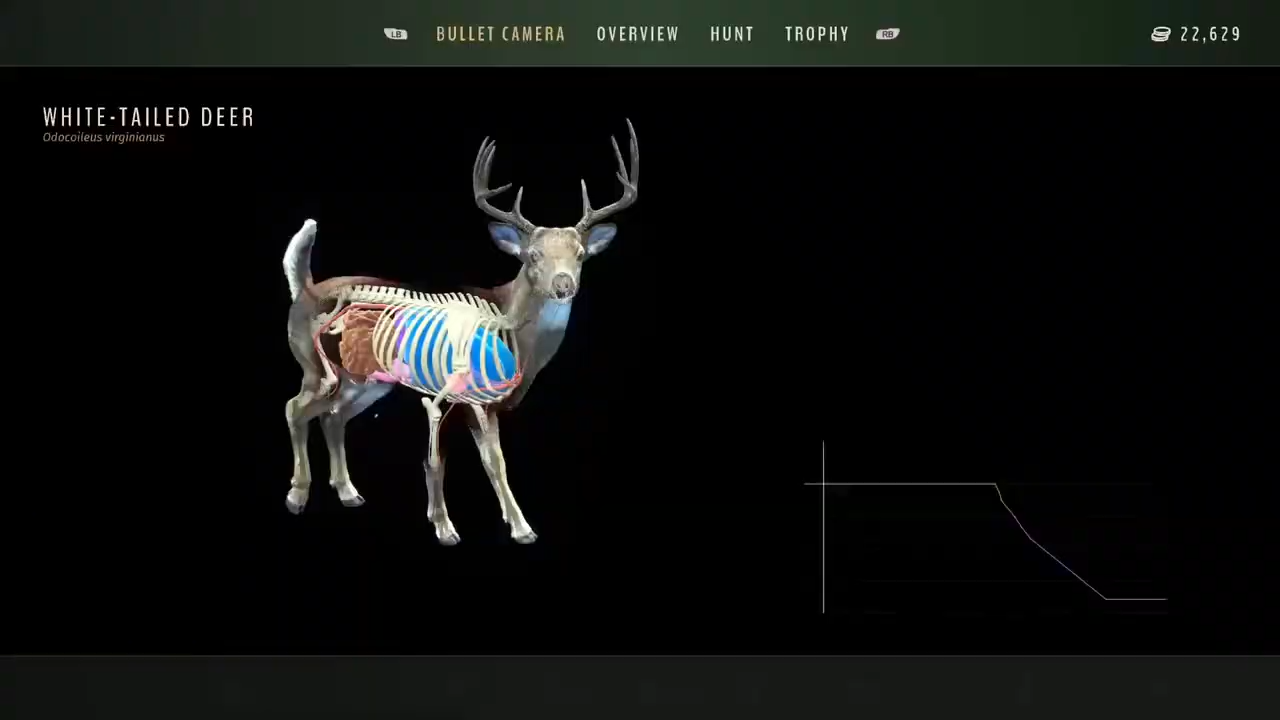 LB BULLET CAMERA OVERVIEW HUNT TROPHY RB 22,629
WHITE-TAILED DEER
Odocoileus virginianus